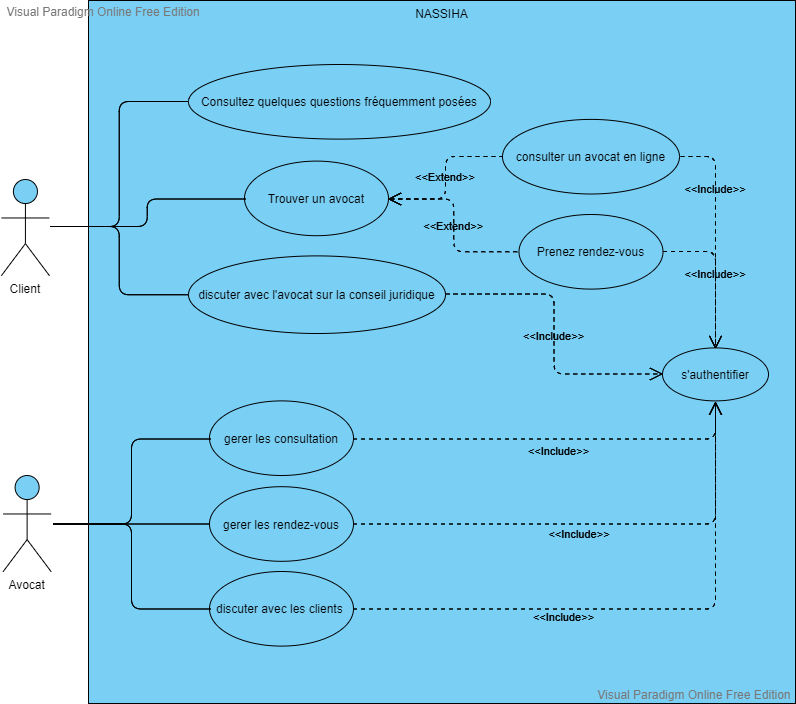 Visual Paradigm Online Free Edition
NASSIHA
Consultez quelques questions fréquemment posées
consulter un avocat en ligne
<<Extend>>
<<Include>>
Trouver un avocat
<<Extend>>
Prenez rendez-vous
<<Include>>
Client
discuter avec l'avocat sur la conseil juridique
<<Include>>
s'authentifier
gerer les consultation
<<Include>>
gerer les rendez-vous
<<Include>>
Avocat
discuter avec les clients
<<Include>>
Visual Paradigm Online Free Edition